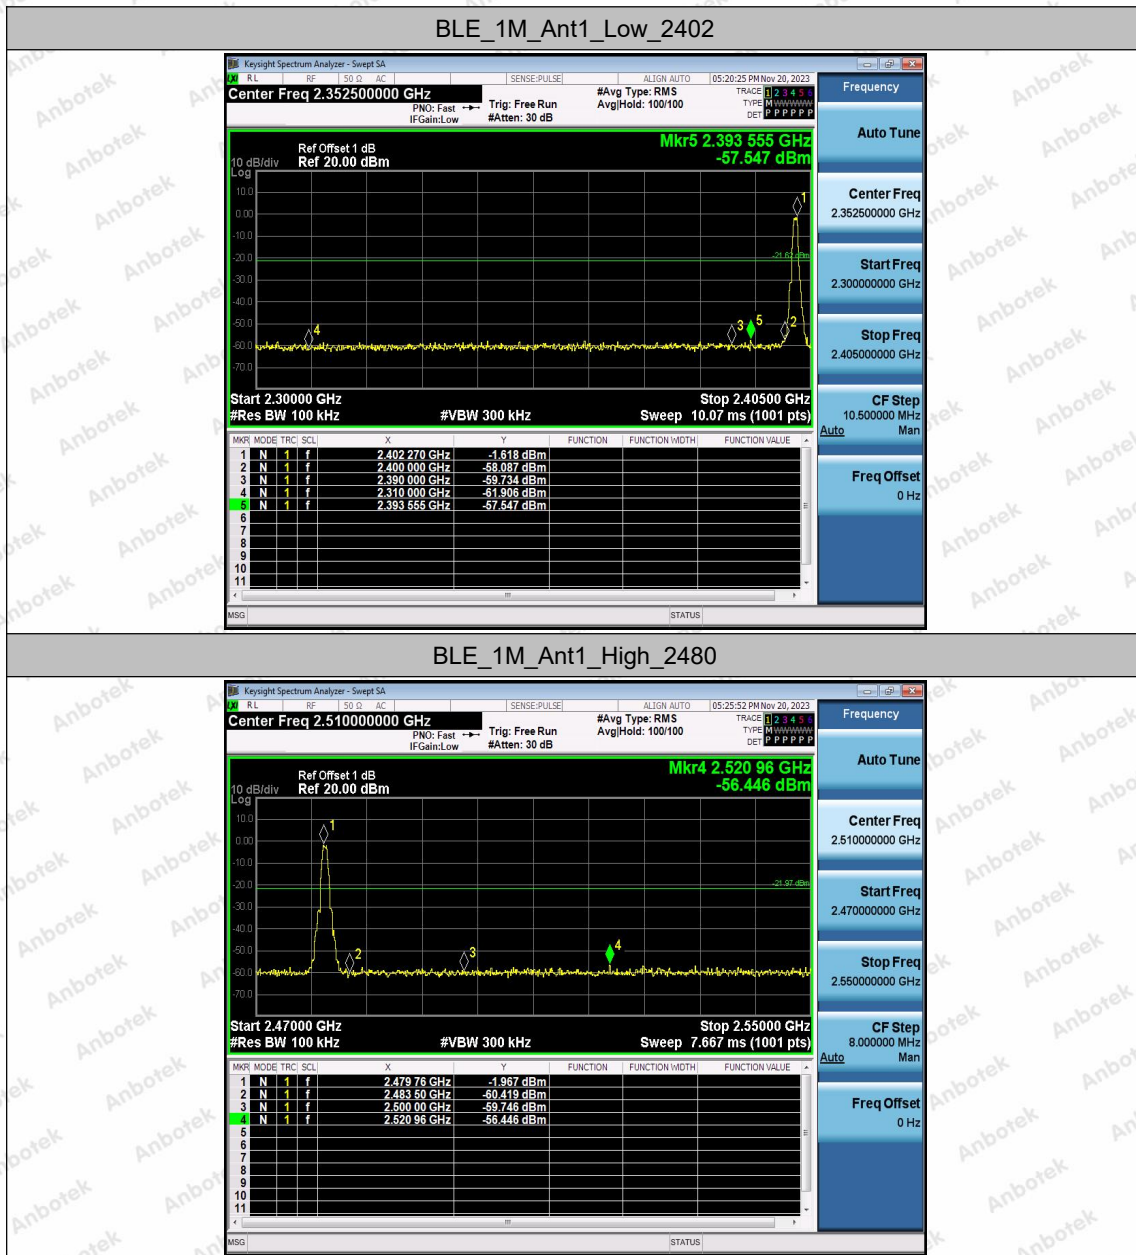 BLE_1M_Ant1_Low_2402
Keysight Spectrum Analyzer - Swept SA
LXI RL RF 50 Ω AC SENSE:PULSE ALIGN AUTO 05:20:25 PM Nov 20, 2023
Center Freq 2.352500000 GHz #Avg Type: RMS TRACE 1 2 3 4 5 6
PNO: Fast Trig: Free Run Avg|Hold: 100/100 TYPE M WWWWW
IFGain:Low #Atten: 30 dB DET P P P P P P
Mkr5 2.393 555 GHz
-57.547 dBm
Ref Offset 1 dB
10 dB/div Ref 20.00 dBm
Log
10.0
0.00
-10.0
-20.0
-30.0
-40.0
-50.0
-60.0
-70.0
-21.62 dBm
1
2
3
4
5
Start 2.30000 GHz Stop 2.40500 GHz
#Res BW 100 kHz #VBW 300 kHz Sweep 10.07 ms (1001 pts)
MKR MODE TRC SCL X Y FUNCTION FUNCTION WIDTH FUNCTION VALUE
1 N 1 f 2.402 270 GHz -1.618 dBm
2 N 1 f 2.400 000 GHz -58.087 dBm
3 N 1 f 2.390 000 GHz -59.734 dBm
4 N 1 f 2.310 000 GHz -61.906 dBm
5 N 1 f 2.393 555 GHz -57.547 dBm
6
7
8
9
10
11
MSG STATUS
Frequency
Auto Tune
Center Freq
2.352500000 GHz
Start Freq
2.300000000 GHz
Stop Freq
2.405000000 GHz
CF Step
10.500000 MHz
Auto Man
Freq Offset
0 Hz
BLE_1M_Ant1_High_2480
Keysight Spectrum Analyzer - Swept SA
LXI RL RF 50 Ω AC SENSE:PULSE ALIGN AUTO 05:25:52 PM Nov 20, 2023
Center Freq 2.510000000 GHz #Avg Type: RMS TRACE 1 2 3 4 5 6
PNO: Fast Trig: Free Run Avg|Hold: 100/100 TYPE M WWWWW
IFGain:Low #Atten: 30 dB DET P P P P P P
Mkr4 2.520 96 GHz
-56.446 dBm
Ref Offset 1 dB
10 dB/div Ref 20.00 dBm
Log
10.0
0.00
-10.0
-20.0
-30.0
-40.0
-50.0
-60.0
-70.0
-21.97 dBm
1
2
3
4
Start 2.47000 GHz Stop 2.55000 GHz
#Res BW 100 kHz #VBW 300 kHz Sweep 7.667 ms (1001 pts)
MKR MODE TRC SCL X Y FUNCTION FUNCTION WIDTH FUNCTION VALUE
1 N 1 f 2.479 76 GHz -1.967 dBm
2 N 1 f 2.483 50 GHz -60.419 dBm
3 N 1 f 2.500 00 GHz -59.746 dBm
4 N 1 f 2.520 96 GHz -56.446 dBm
5
6
7
8
9
10
11
MSG STATUS
Frequency
Auto Tune
Center Freq
2.510000000 GHz
Start Freq
2.470000000 GHz
Stop Freq
2.550000000 GHz
CF Step
8.000000 MHz
Auto Man
Freq Offset
0 Hz
Anbotek